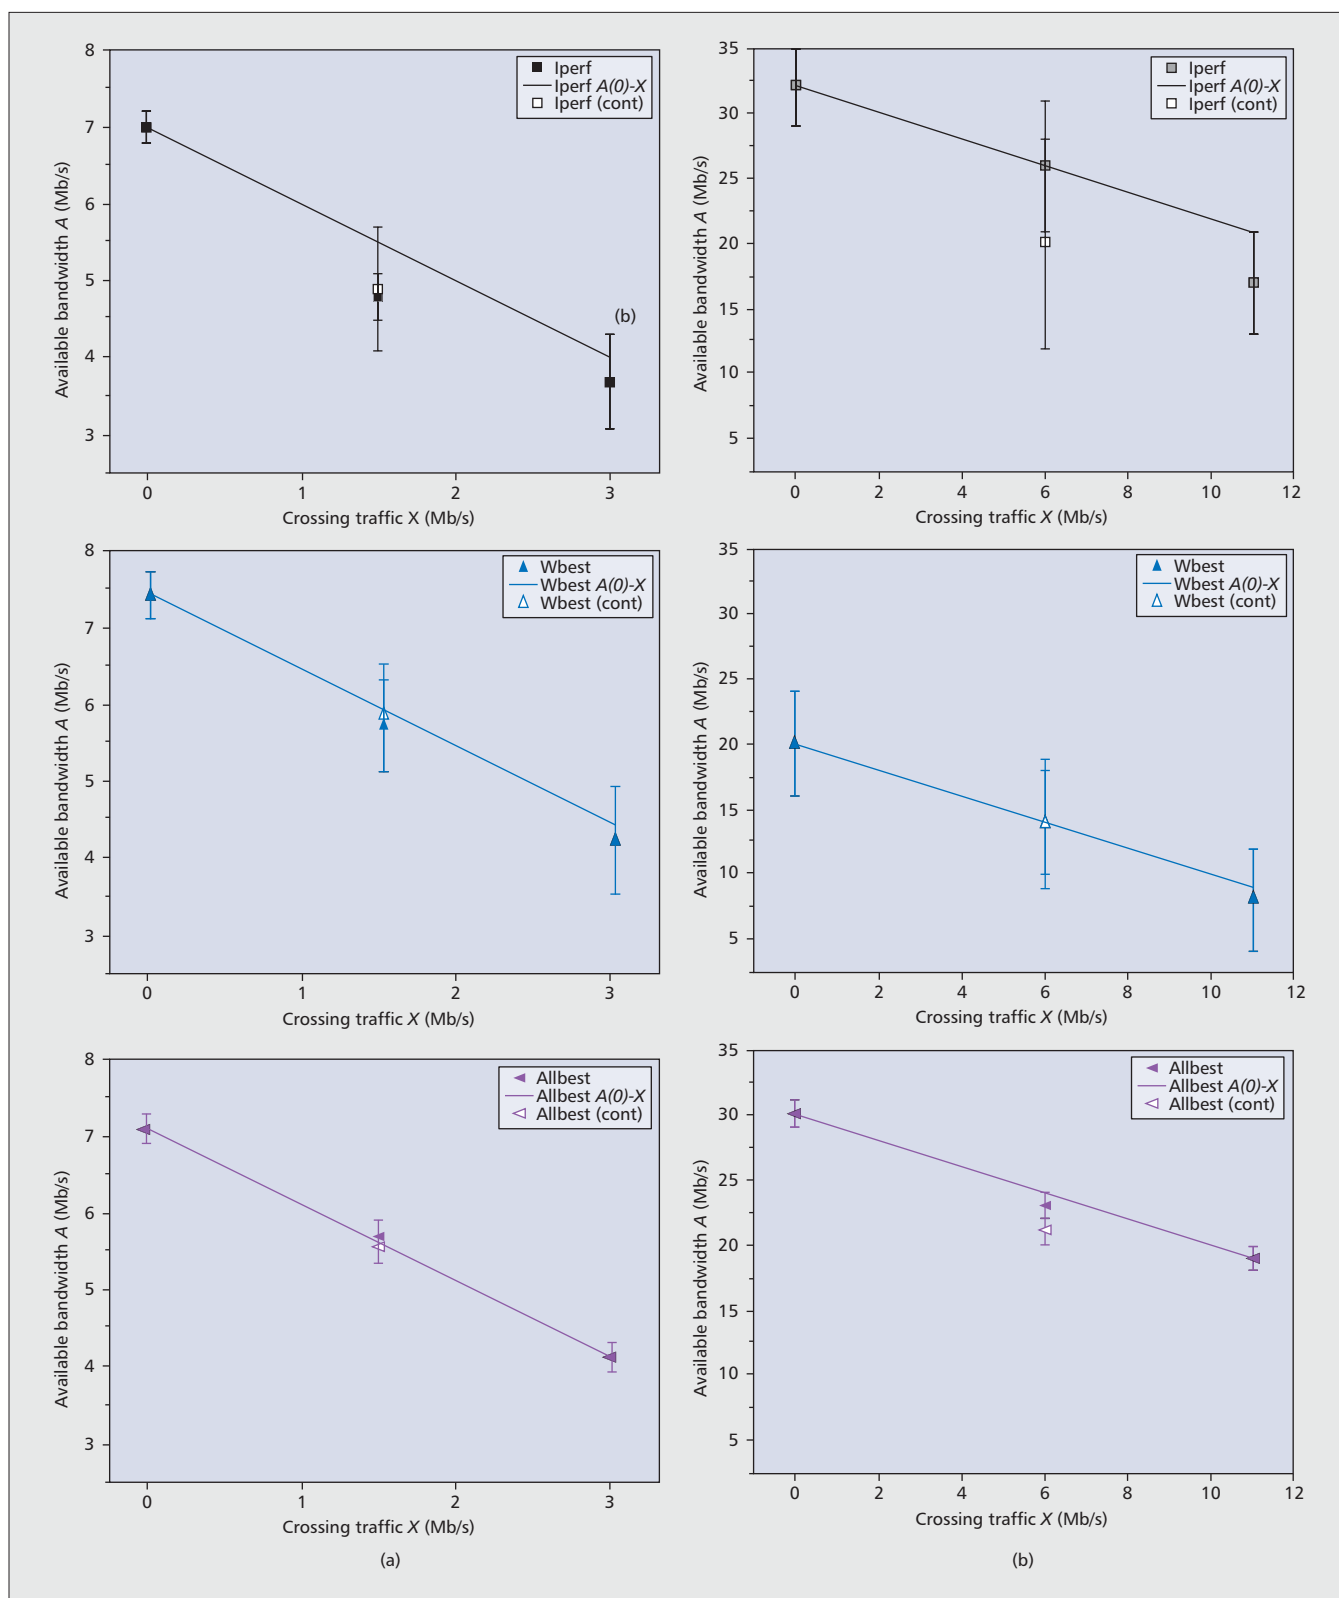 8
7
6
5
4
3
Available bandwidth A (Mb/s)
Iperf
Iperf A(0)-X
Iperf (cont)
(b)
0 1 2 3
Crossing traffic X (Mb/s)
35
30
25
20
15
10
5
Available bandwidth A (Mb/s)
Iperf
Iperf A(0)-X
Iperf (cont)
0 2 4 6 8 10 12
Crossing traffic X (Mb/s)
8
7
6
5
4
3
Available bandwidth A (Mb/s)
Wbest
Wbest A(0)-X
Wbest (cont)
0 1 2 3
Crossing traffic X (Mb/s)
35
30
25
20
15
10
5
Available bandwidth A (Mb/s)
Wbest
Wbest A(0)-X
Wbest (cont)
0 2 4 6 8 10 12
Crossing traffic X (Mb/s)
8
7
6
5
4
3
Available bandwidth A (Mb/s)
Allbest
Allbest A(0)-X
Allbest (cont)
0 1 2 3
Crossing traffic X (Mb/s)
(a)
35
30
25
20
15
10
5
Available bandwidth A (Mb/s)
Allbest
Allbest A(0)-X
Allbest (cont)
0 2 4 6 8 10 12
Crossing traffic X (Mb/s)
(b)